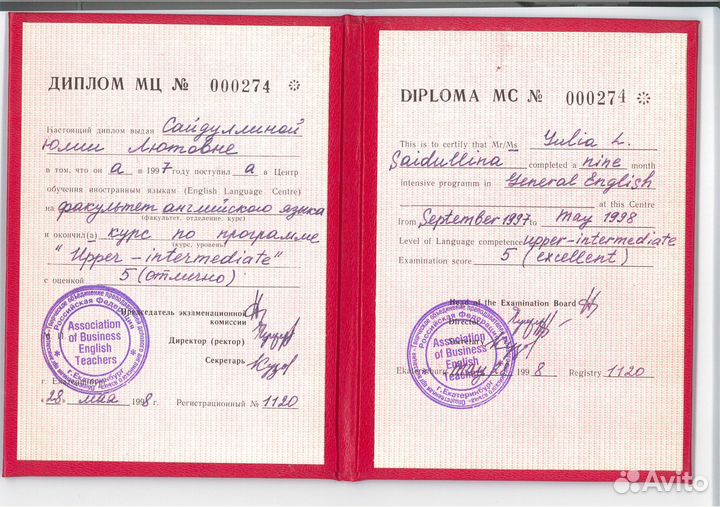 ДИПЛОМ МЦ № 000274
Настоящий диплом выдан Сайдуллиной
Юлии Лютовне
в том, что он а в 1997 году поступил а в Центр
обучения иностранным языкам (English Language Centre)
на факультет английского языка
(факультет, отделение, курс)
и окончил(а) курс по программе
(курс, уровень)
"Upper-intermediate"
с оценкой 5 (отлично)
Председатель экзаменационной
комиссии
Директор (ректор)
Секретарь
Association
of Business
English
Teachers
Российская Федерация
г. Екатеринбург
"28" мая 1998 г. Регистрационный № 1120
DIPLOMA MC № 000274
This is to certify that Mr/Ms Yulia L.
Saidullina completed a nine month
intensive programm in General English
at this Centre
from September 1997 to May 1998
Level of Language competence upper-intermediate
Examination score 5 (excellent)
Head of the Examination Board
Director
Secretary
Association
of Business
English
Teachers
Российская Федерация
г. Екатеринбург
May 28 1998 Registry 1120
Avito